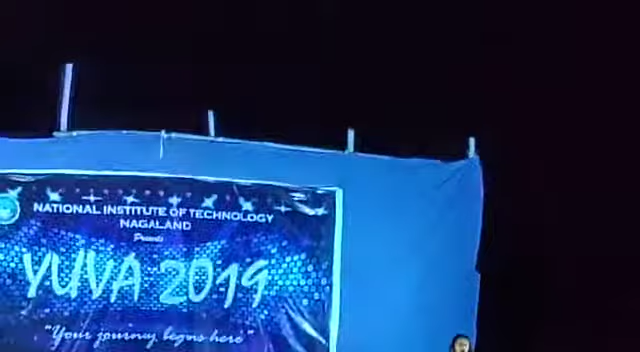 NATIONAL INSTITUTE OF TECHNOLOGY
NAGALAND
Presents
YUVA 2019
"Your journey begins here"